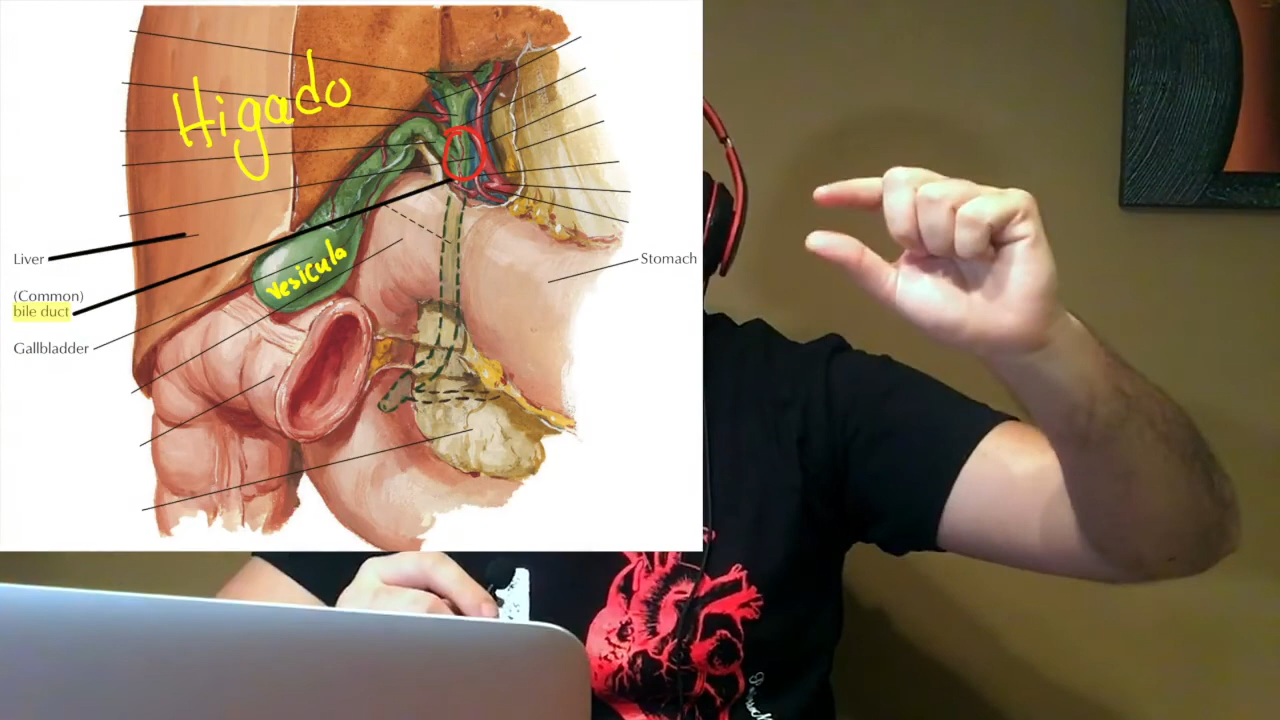 Higado
vesicula
Liver
(Common)
bile duct
Gallbladder
Stomach